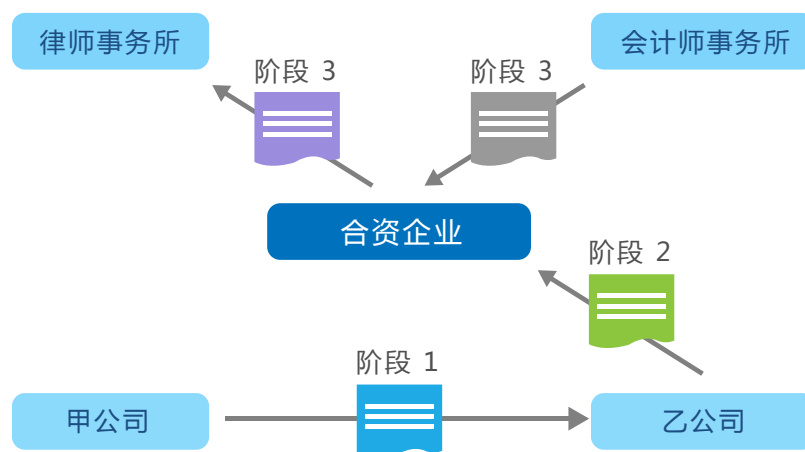 律师事务所
会计师事务所
阶段 3
阶段 3
合资企业
阶段 2
阶段 1
甲公司
乙公司